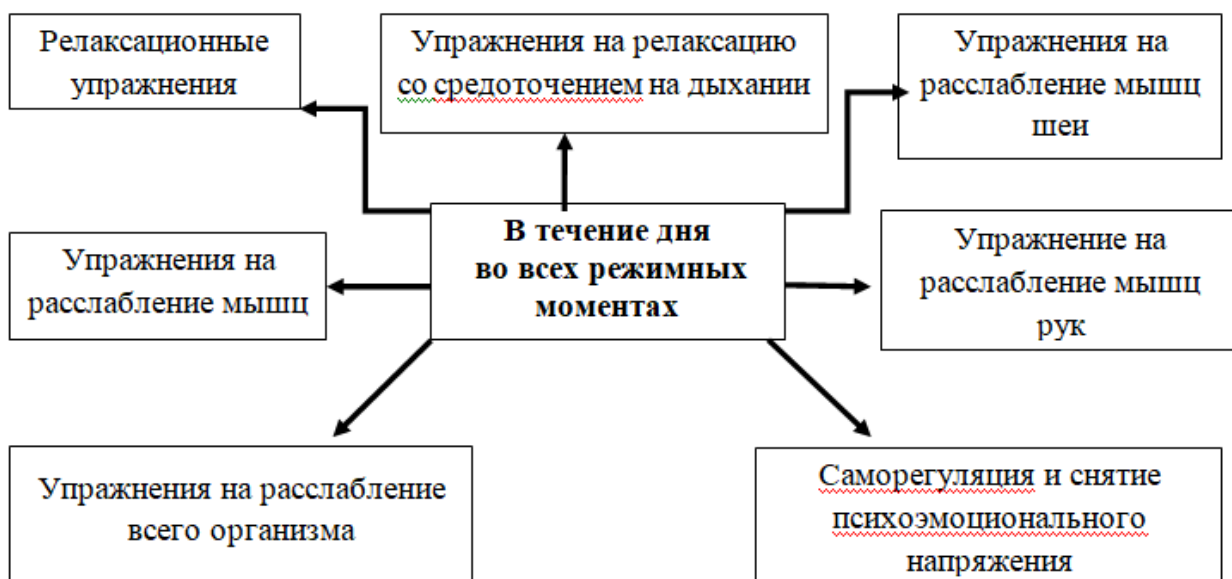 Релаксационные
упражнения
Упражнения на релаксацию
со средоточением на дыхании
Упражнения на
расслабление мышц
шеи
В течение дня
во всех режимных
моментах
Упражнения на
расслабление мышц
Упражнение на
расслабление мышц
рук
Упражнения на расслабление
всего организма
Саморегуляция и снятие
психоэмоционального
напряжения